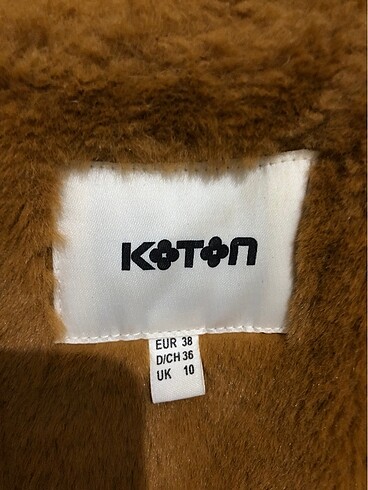 KOTON
EUR 38
D/CH 36
UK 10